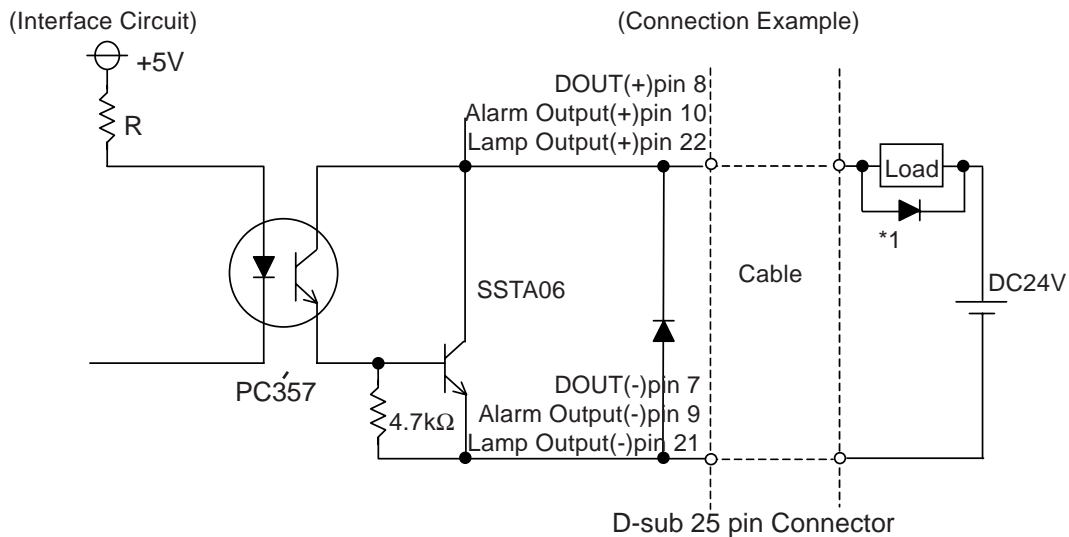 (Interface Circuit)
(Connection Example)
+5V
R
DOUT(+)pin 8
Alarm Output(+)pin 10
Lamp Output(+)pin 22
Load
*1
SSTA06
Cable
DC24V
PC357
4.7kΩ
DOUT(-)pin 7
Alarm Output(-)pin 9
Lamp Output(-)pin 21
D-sub 25 pin Connector